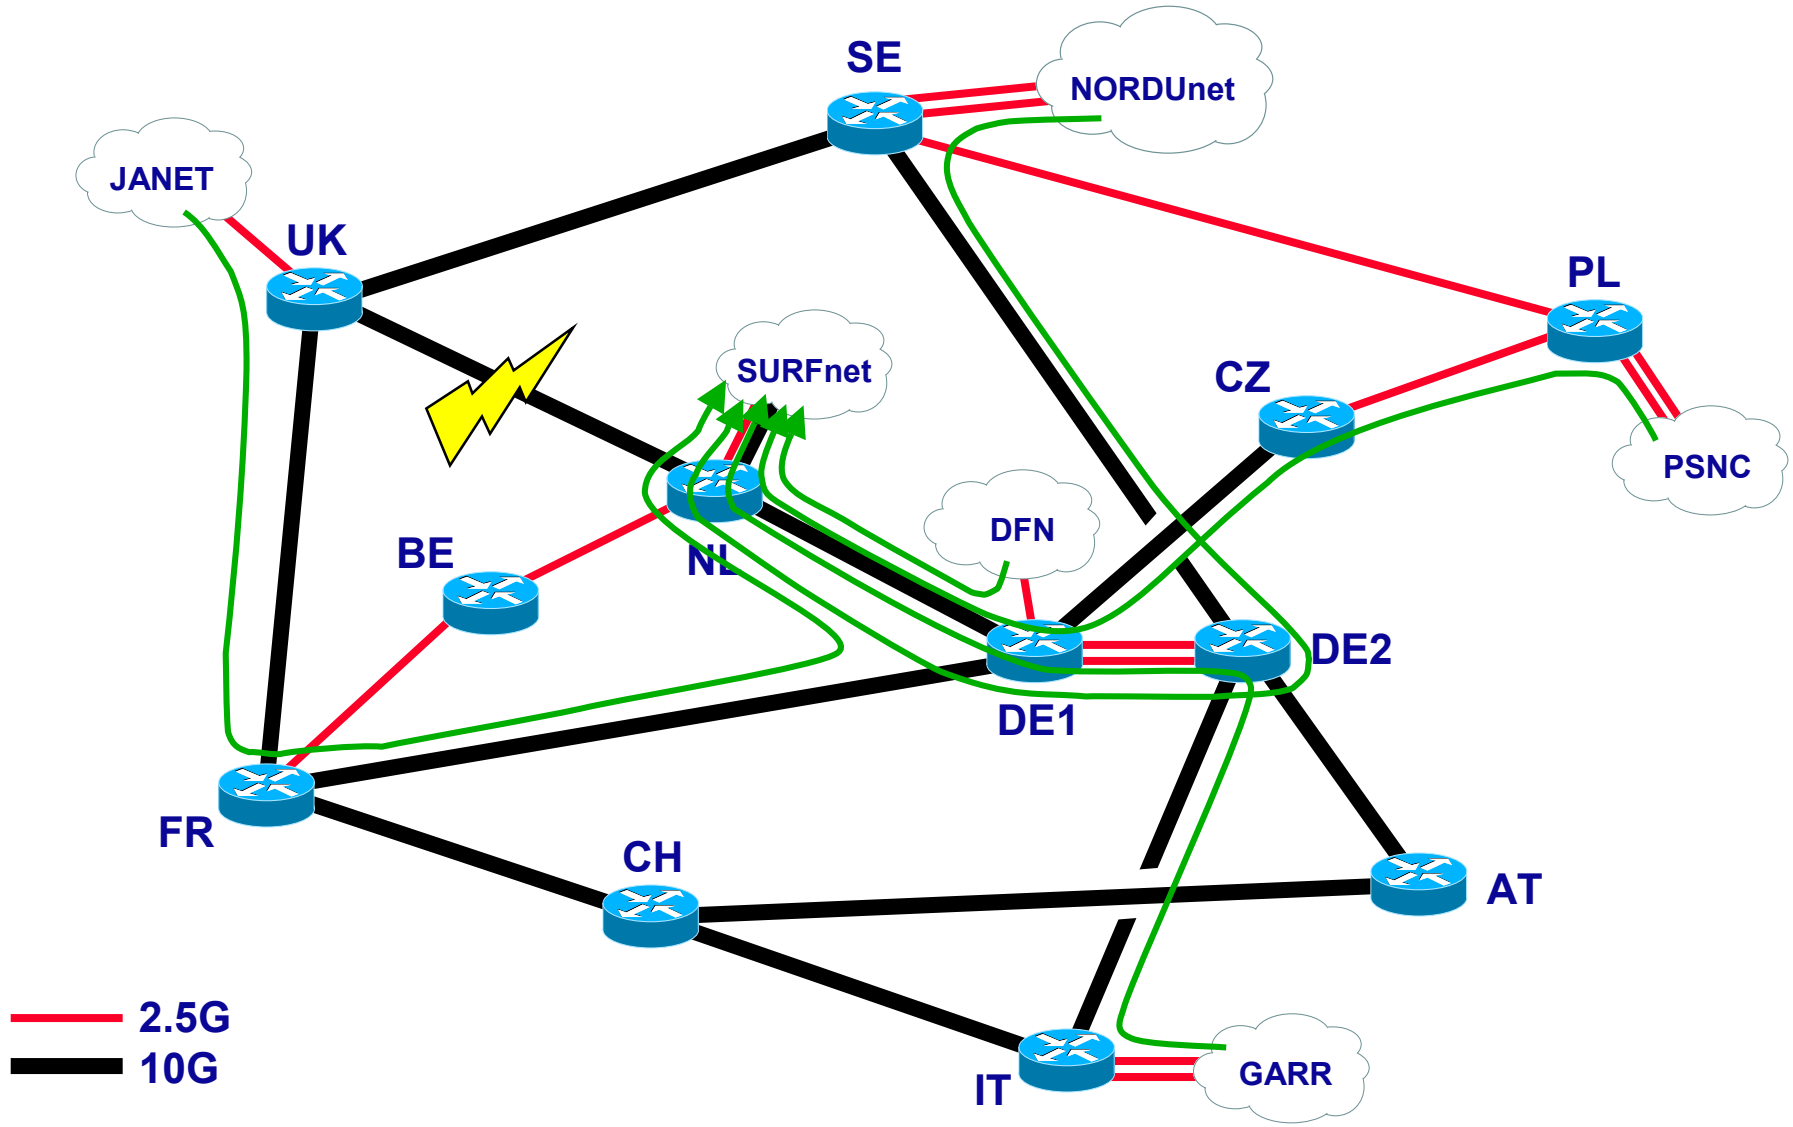 SE
NORDUnet
JANET
UK
PL
SURFnet
CZ
PSNC
DFN
BE
NL
DE2
DE1
FR
CH
AT
2.5G
10G
IT
GARR